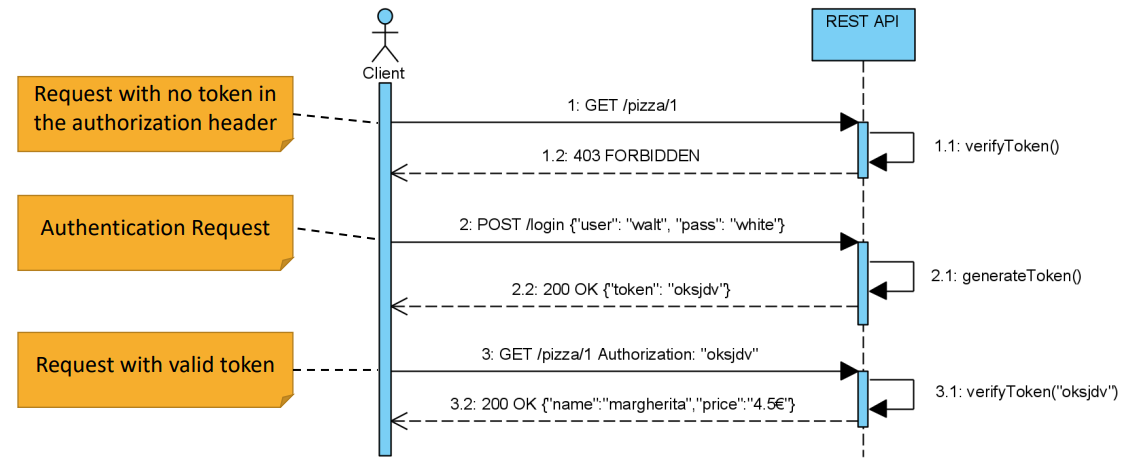 REST API
Client
Request with no token in
the authorization header
1: GET /pizza/1
1.1: verifyToken()
1.2: 403 FORBIDDEN
Authentication Request
2: POST /login {"user": "walt", "pass": "white"}
2.1: generateToken()
2.2: 200 OK {"token": "oksjdv"}
Request with valid token
3: GET /pizza/1 Authorization: "oksjdv"
3.1: verifyToken("oksjdv")
3.2: 200 OK {"name":"margherita","price":"4.5€"}